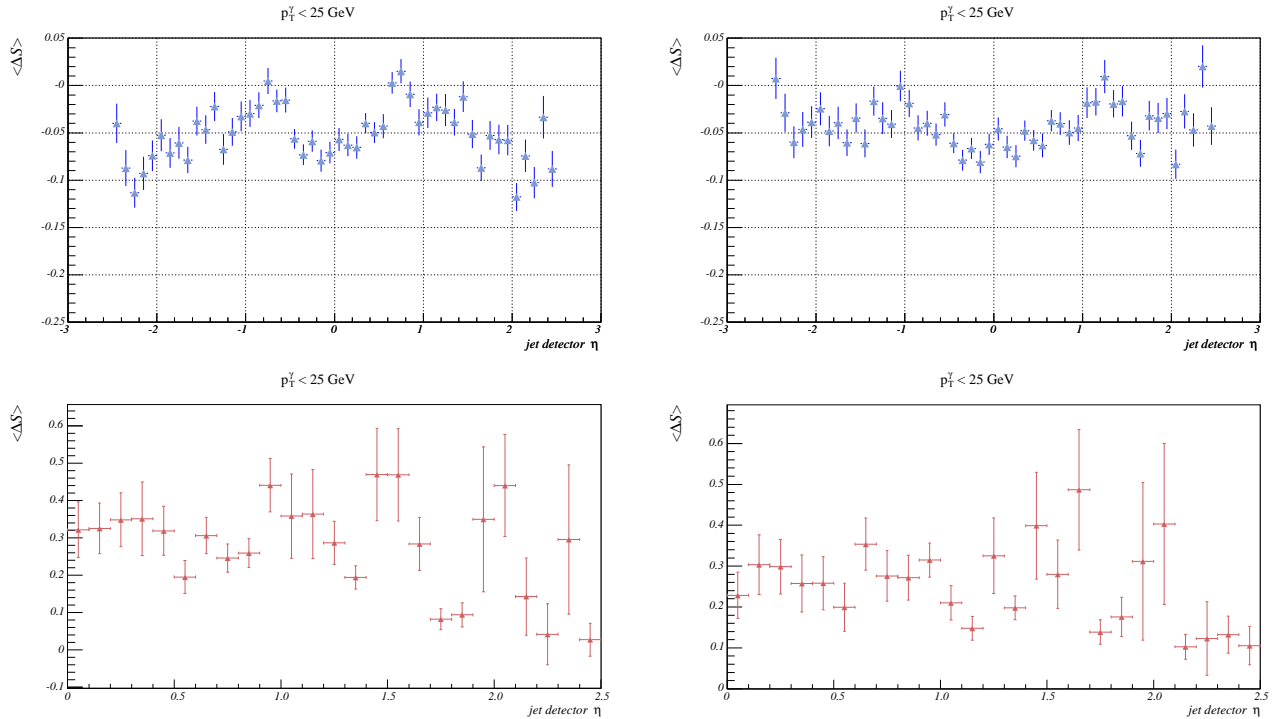 p_T^γ < 25 GeV
<ΔS>
0.05
-0
-0.05
-0.1
-0.15
-0.2
-0.25
-3 -2 -1 0 1 2 3
jet detector η
p_T^γ < 25 GeV
<ΔS>
0.05
-0
-0.05
-0.1
-0.15
-0.2
-0.25
-3 -2 -1 0 1 2 3
jet detector η
p_T^γ < 25 GeV
<ΔS>
0.6
0.5
0.4
0.3
0.2
0.1
0
-0.1
0 0.5 1.0 1.5 2.0 2.5
jet detector η
p_T^γ < 25 GeV
<ΔS>
0.6
0.5
0.4
0.3
0.2
0.1
0
0 0.5 1.0 1.5 2.0 2.5
jet detector η